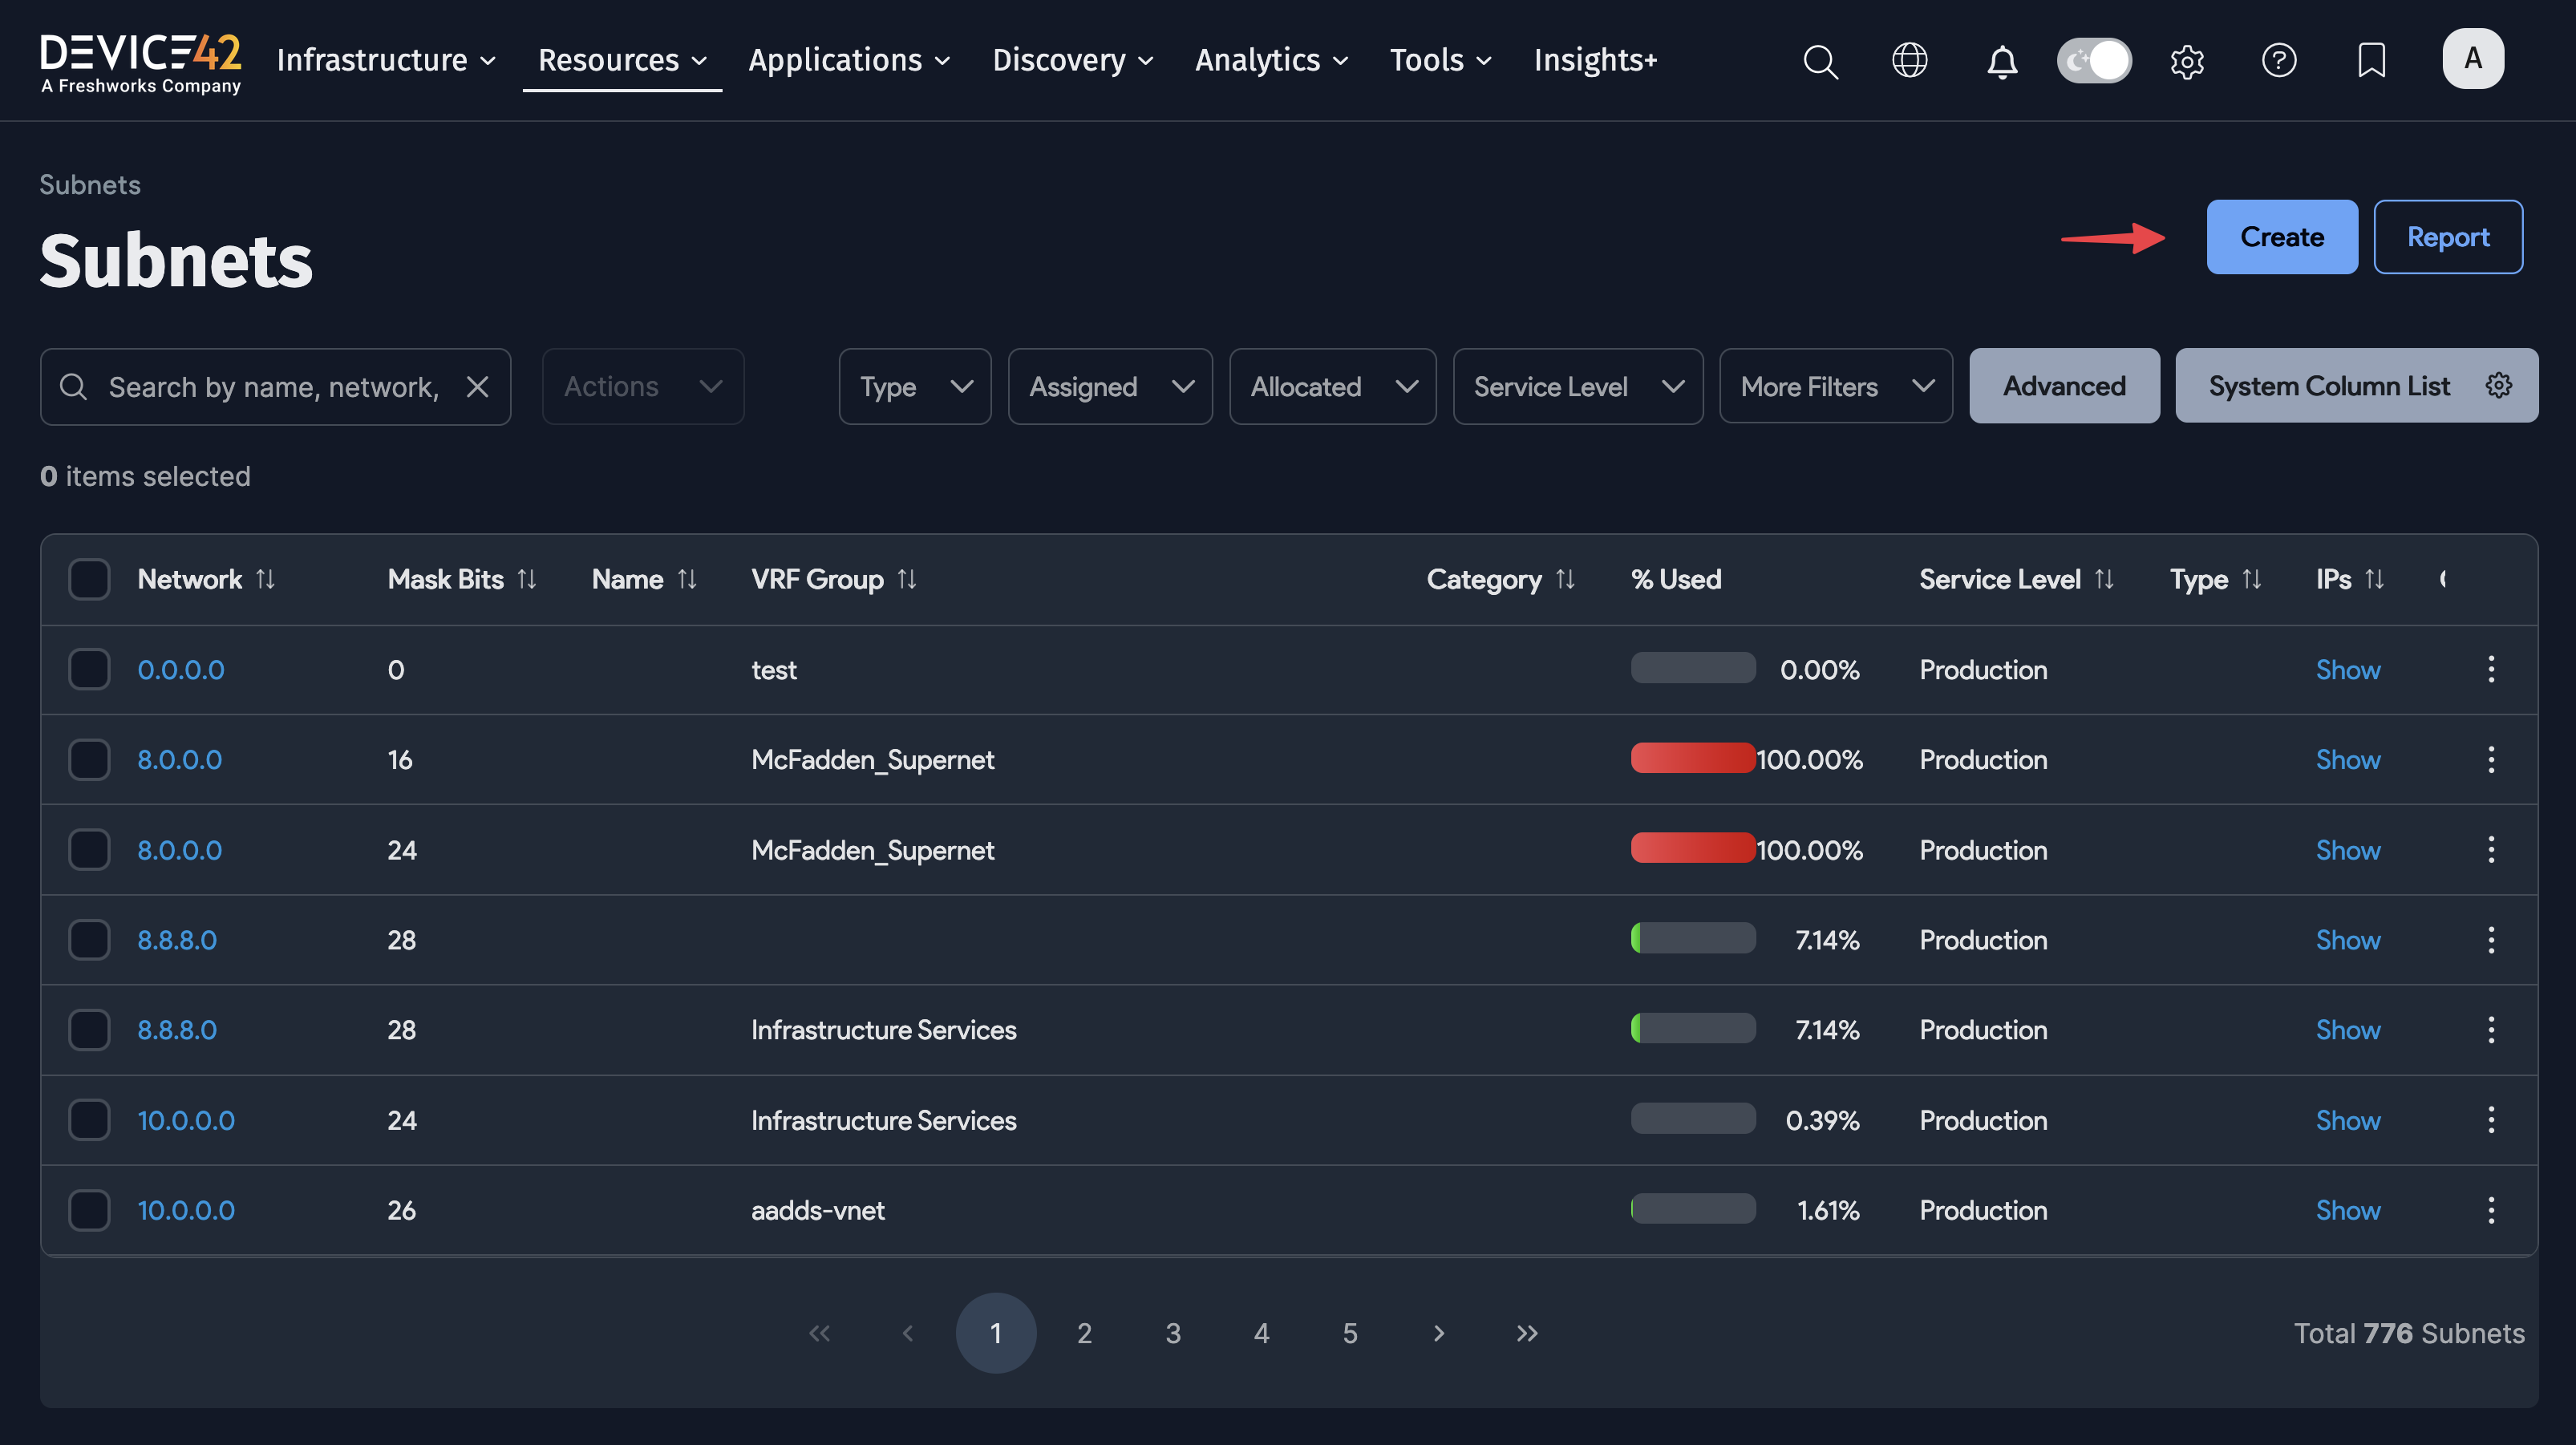 DEVICE42
A Freshworks Company
Infrastructure Resources Applications Discovery Analytics Tools Insights+ A
Subnets
Subnets
Create Report
Search by name, network, Actions Type Assigned Allocated Service Level More Filters Advanced System Column List
0 items selected
Network Mask Bits Name VRF Group Category % Used Service Level Type IPs
0.0.0.0 0 test 0.00% Production Show
8.0.0.0 16 McFadden_Supernet 100.00% Production Show
8.0.0.0 24 McFadden_Supernet 100.00% Production Show
8.8.8.0 28 7.14% Production Show
8.8.8.0 28 Infrastructure Services 7.14% Production Show
10.0.0.0 24 Infrastructure Services 0.39% Production Show
10.0.0.0 26 aadds-vnet 1.61% Production Show
« ‹ 1 2 3 4 5 › » Total 776 Subnets